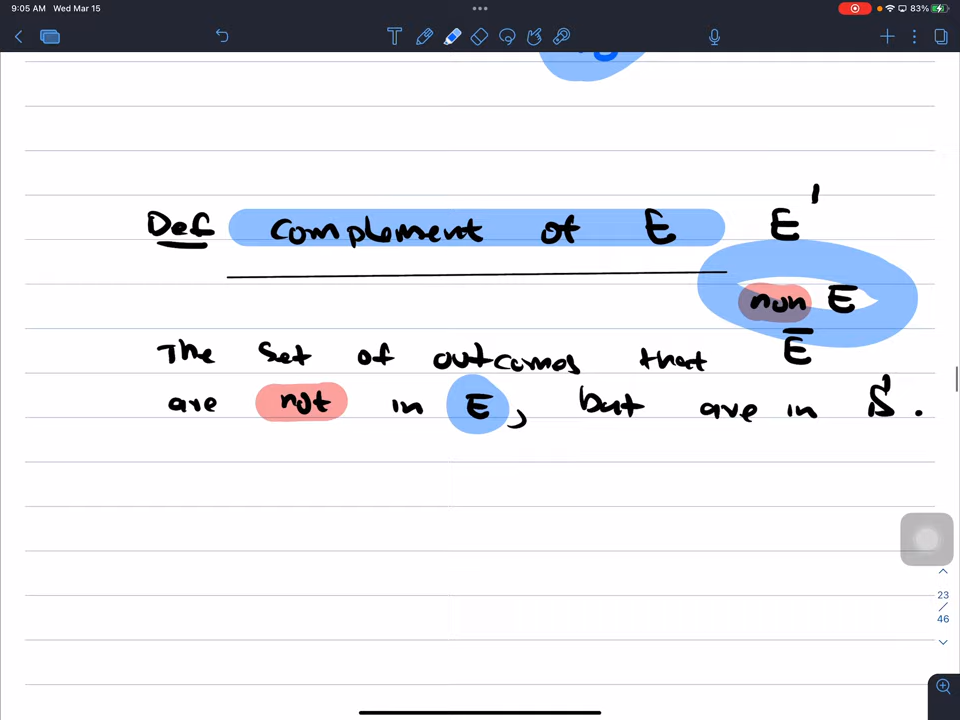 9:05 AM Wed Mar 15
83%
T
Def Complement of E E'
non E
Ē
The set of outcomes that
are not in E, but are in S.
23
/
46